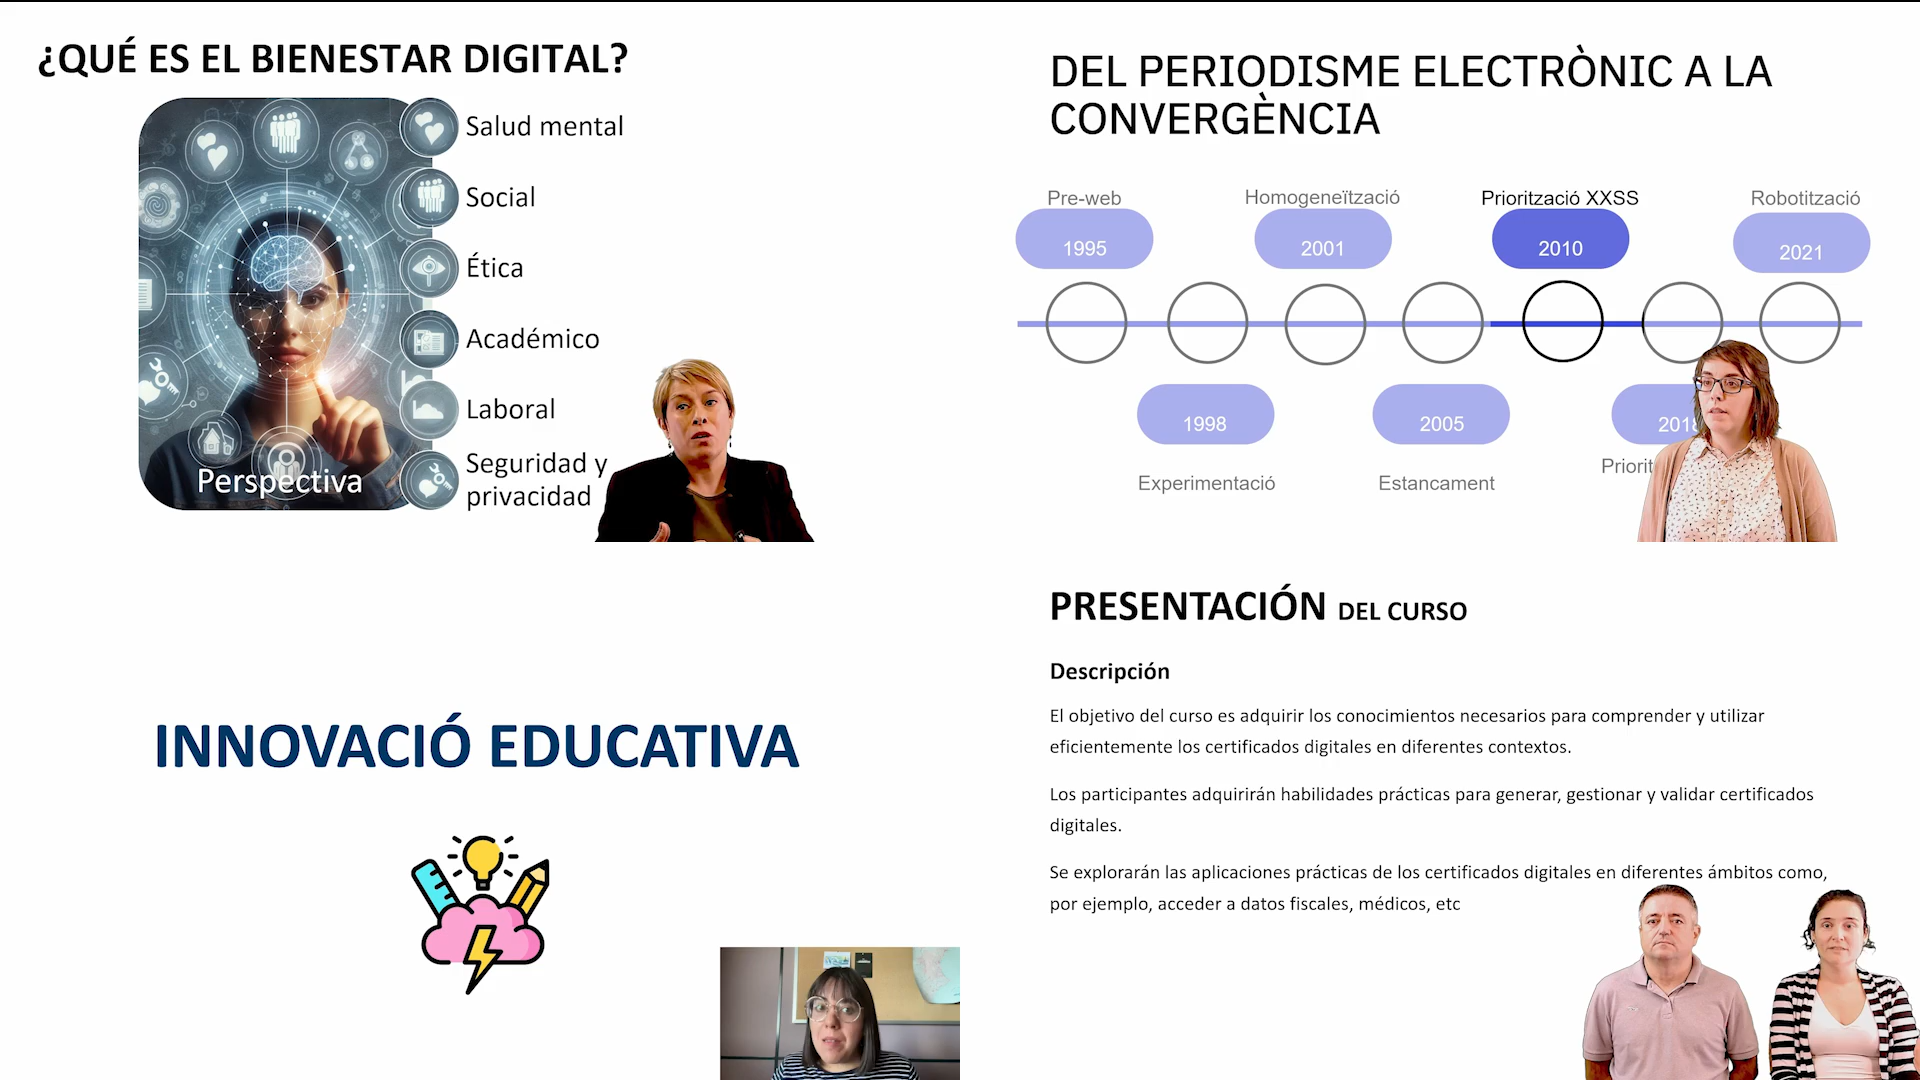 ¿QUÉ ES EL BIENESTAR DIGITAL?
Salud mental
Social
Ética
Académico
Laboral
Seguridad y
privacidad
Perspectiva
DEL PERIODISME ELECTRÒNIC A LA
CONVERGÈNCIA
Pre-web
Homogeneïtzació
Priorització XXSS
Robotització
1995
2001
2010
2021
1998
2005
Experimentació
Estancament
INNOVACIÓ EDUCATIVA
PRESENTACIÓN DEL CURSO
Descripción
El objetivo del curso es adquirir los conocimientos necesarios para comprender y utilizar
eficientemente los certificados digitales en diferentes contextos.
Los participantes adquirirán habilidades prácticas para generar, gestionar y validar certificados
digitales.
Se explorarán las aplicaciones prácticas de los certificados digitales en diferentes ámbitos como,
por ejemplo, acceder a datos fiscales, médicos, etc